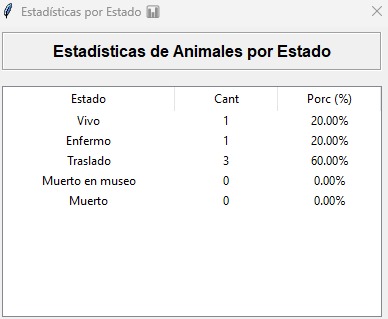 Estadísticas por Estado 📊
Estadísticas de Animales por Estado
Estado Cant Porc (%)
Vivo 1 20.00%
Enfermo 1 20.00%
Traslado 3 60.00%
Muerto en museo 0 0.00%
Muerto 0 0.00%